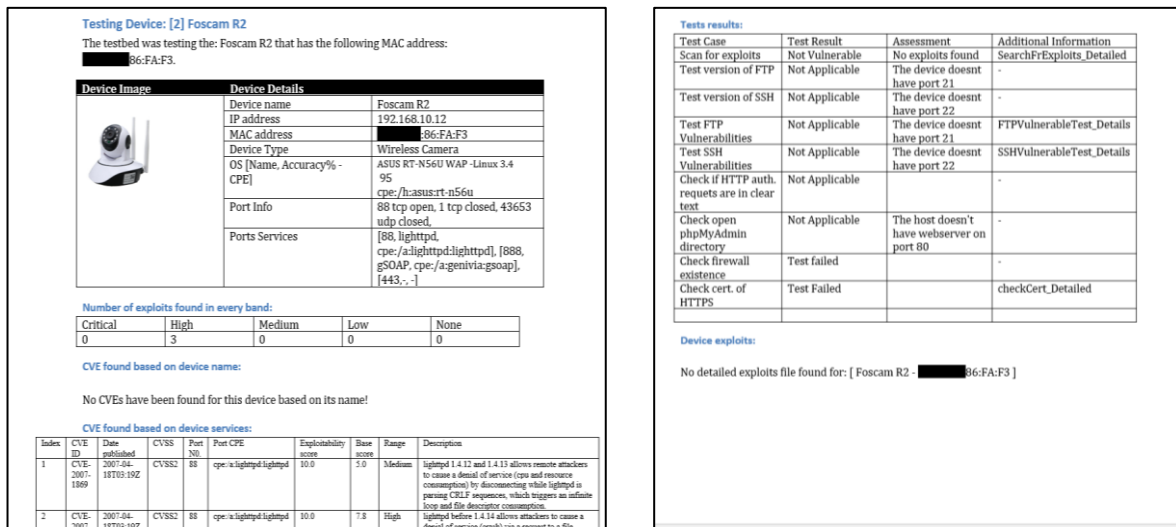 Testing Device: [2] Foscam R2
The testbed was testing the: Foscam R2 that has the following MAC address:
86:FA:F3.
Device Image Device Details
Device name Foscam R2
IP address 192.168.10.12
MAC address :86:FA:F3
Device Type Wireless Camera
OS [Name, Accuracy% - ASUS RT-N56U WAP -Linux 3.4
CPE] 95
cpe:/h:asus:rt-n56u
Port Info 88 tcp open, 1 tcp closed, 43653
udp closed,
Ports Services [88, lighttpd,
cpe:/a:lighttpd:lighttpd], [888,
gSOAP, cpe:/a:genivia:gsoap],
[443,-, -]
Number of exploits found in every band:
Critical High Medium Low None
0 3 0 0 0
CVE found based on device name:
No CVEs have been found for this device based on its name!
CVE found based on device services:
Index CVE Date CVSS Port Port CPE Exploitability Base Range Description
ID published N0. score score
1 CVE- 2007-04- CVSS2 88 cpe:/a:lighttpd:lighttpd 10.0 5.0 Medium lighttpd 1.4.12 and 1.4.13 allows remote attackers
2007- 18T03:19Z to cause a denial of service (cpu and resource
1869 consumption) by disconnecting while lighttpd is
parsing CRLF sequences, which triggers an infinite
loop and file descriptor consumption.
2 CVE- 2007-04- CVSS2 88 cpe:/a:lighttpd:lighttpd 10.0 7.8 High lighttpd before 1.4.14 allows attackers to cause a
2007- 18T03:19Z denial of service (crash) via a request to a file
Tests results:
Test Case Test Result Assessment Additional Information
Scan for exploits Not Vulnerable No exploits found SearchFrExploits_Detailed
Test version of FTP Not Applicable The device doesnt -
have port 21
Test version of SSH Not Applicable The device doesnt -
have port 22
Test FTP Not Applicable The device doesnt FTPVulnerableTest_Details
Vulnerabilities have port 21
Test SSH Not Applicable The device doesnt SSHVulnerableTest_Details
Vulnerabilities have port 22
Check if HTTP auth. Not Applicable -
requets are in clear
text
Check open Not Applicable The host doesn't -
phpMyAdmin have webserver on
directory port 80
Check firewall Test failed -
existence
Check cert. of Test Failed checkCert_Detailed
HTTPS
Device exploits:
No detailed exploits file found for: [ Foscam R2 - 86:FA:F3 ]